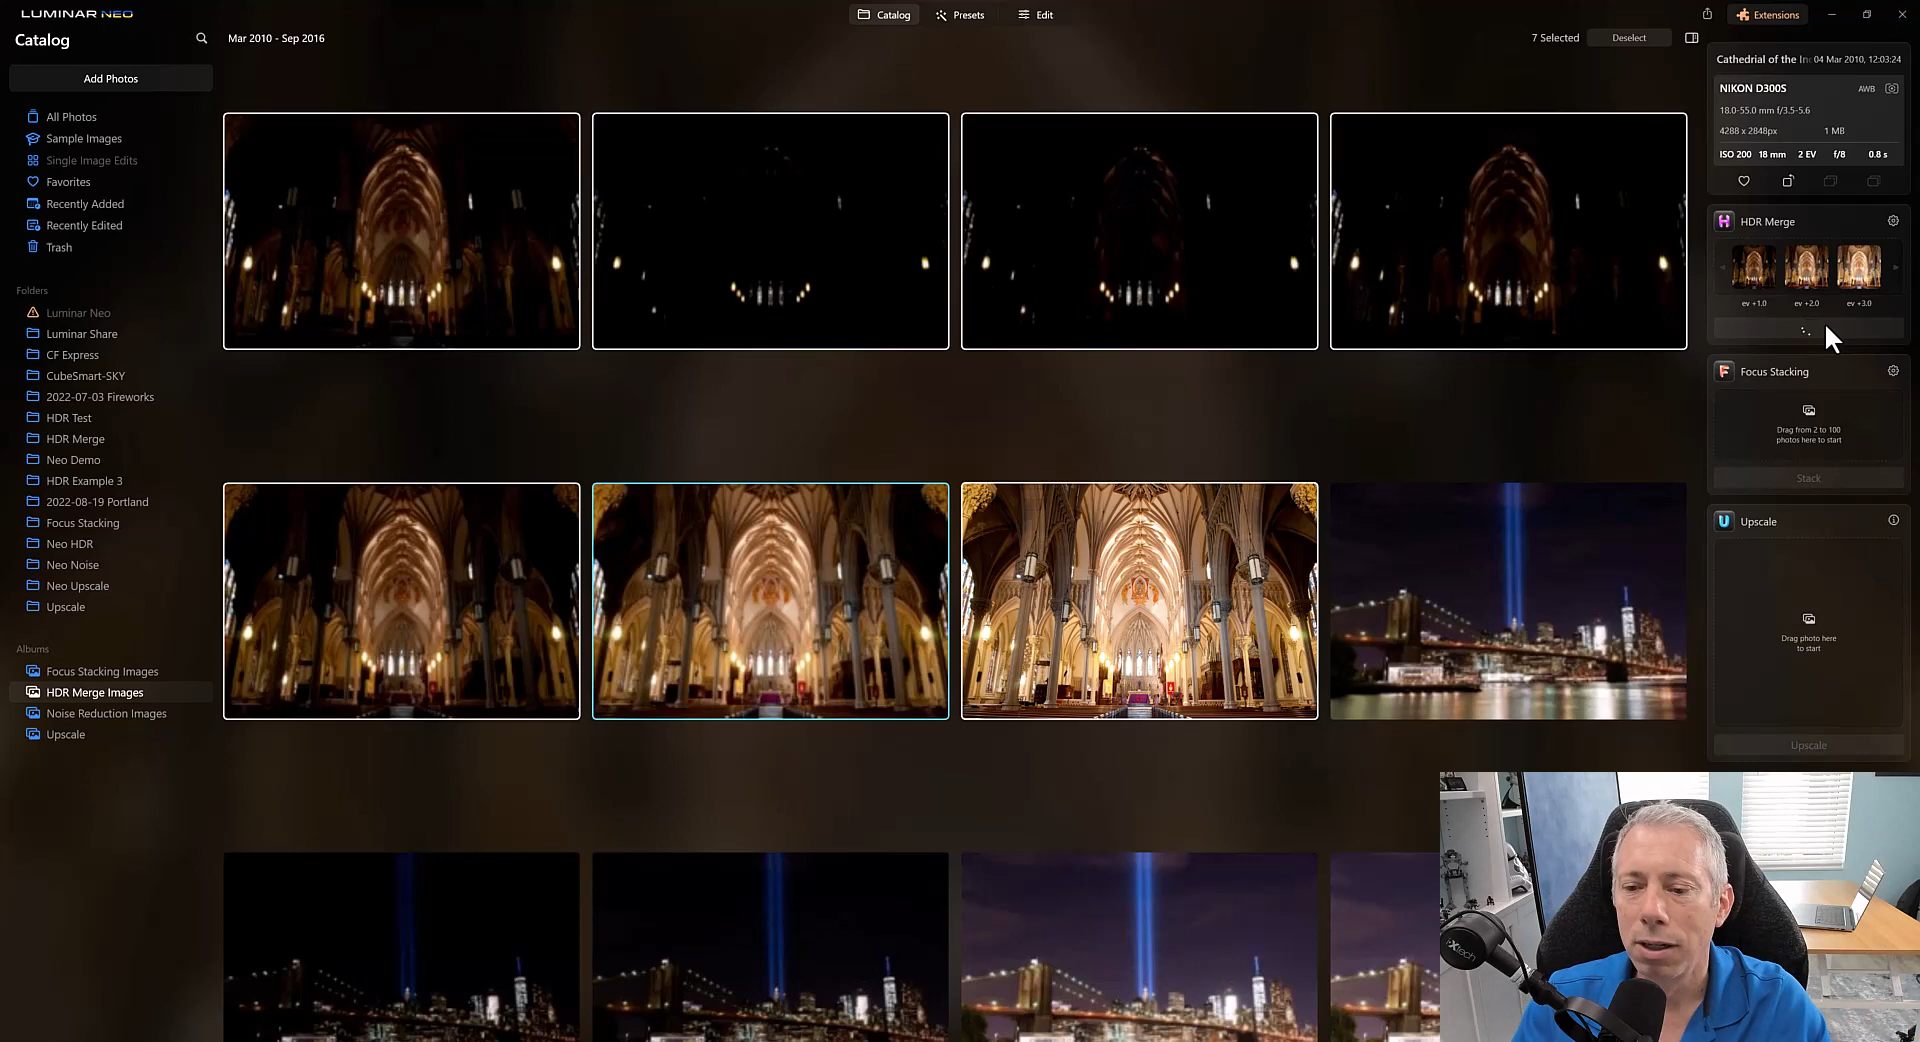 LUMINAR NEO
Catalog
Presets
Edit
Extensions
Catalog
Mar 2010 - Sep 2016
7 Selected
Deselect
Add Photos
All Photos
Sample Images
Single Image Edits
Favorites
Recently Added
Recently Edited
Trash
Folders
Luminar Neo
Luminar Share
CF Express
CubeSmart-SKY
2022-07-03 Fireworks
HDR Test
HDR Merge
Neo Demo
HDR Example 3
2022-08-19 Portland
Focus Stacking
Neo HDR
Neo Noise
Neo Upscale
Upscale
Albums
Focus Stacking Images
HDR Merge Images
Noise Reduction Images
Upscale
Cathedrial of the In 04 Mar 2010, 12:03:24
NIKON D300S AWB
18.0-55.0 mm f/3.5-5.6
4288 x 2848px 1 MB
ISO 200 18 mm 2 EV f/8 0.8 s
HDR Merge
ev +1.0 ev +2.0 ev +3.0
Focus Stacking
Drag from 2 to 100
photos here to start
Stack
Upscale
Drag photo here
to start
Upscale